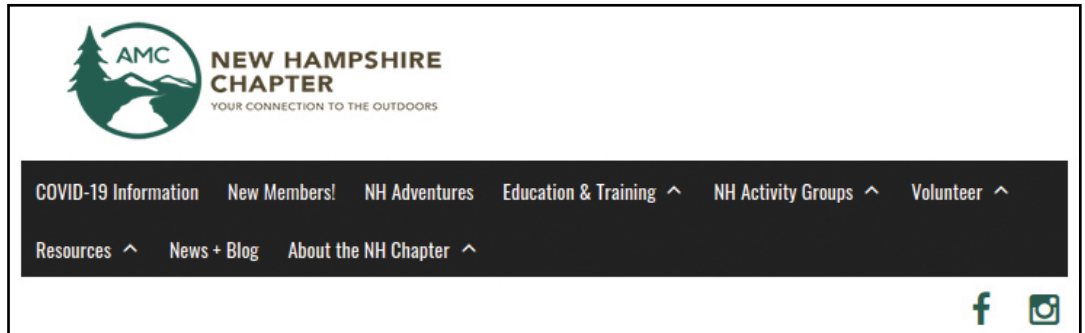 AMC
NEW HAMPSHIRE
CHAPTER
YOUR CONNECTION TO THE OUTDOORS
COVID-19 Information New Members! NH Adventures Education & Training NH Activity Groups Volunteer
Resources News + Blog About the NH Chapter